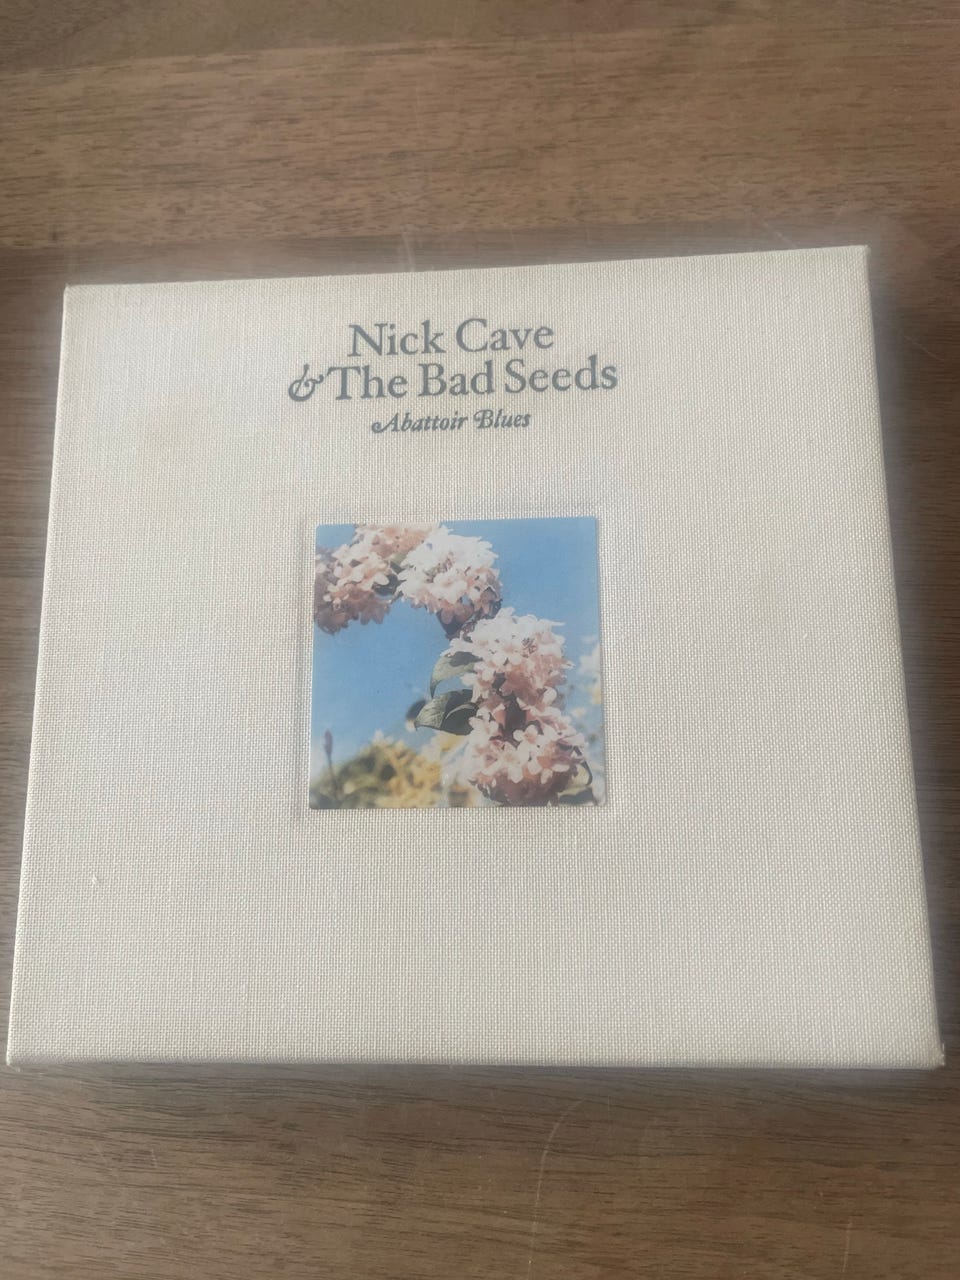 Nick Cave
& The Bad Seeds
Abattoir Blues